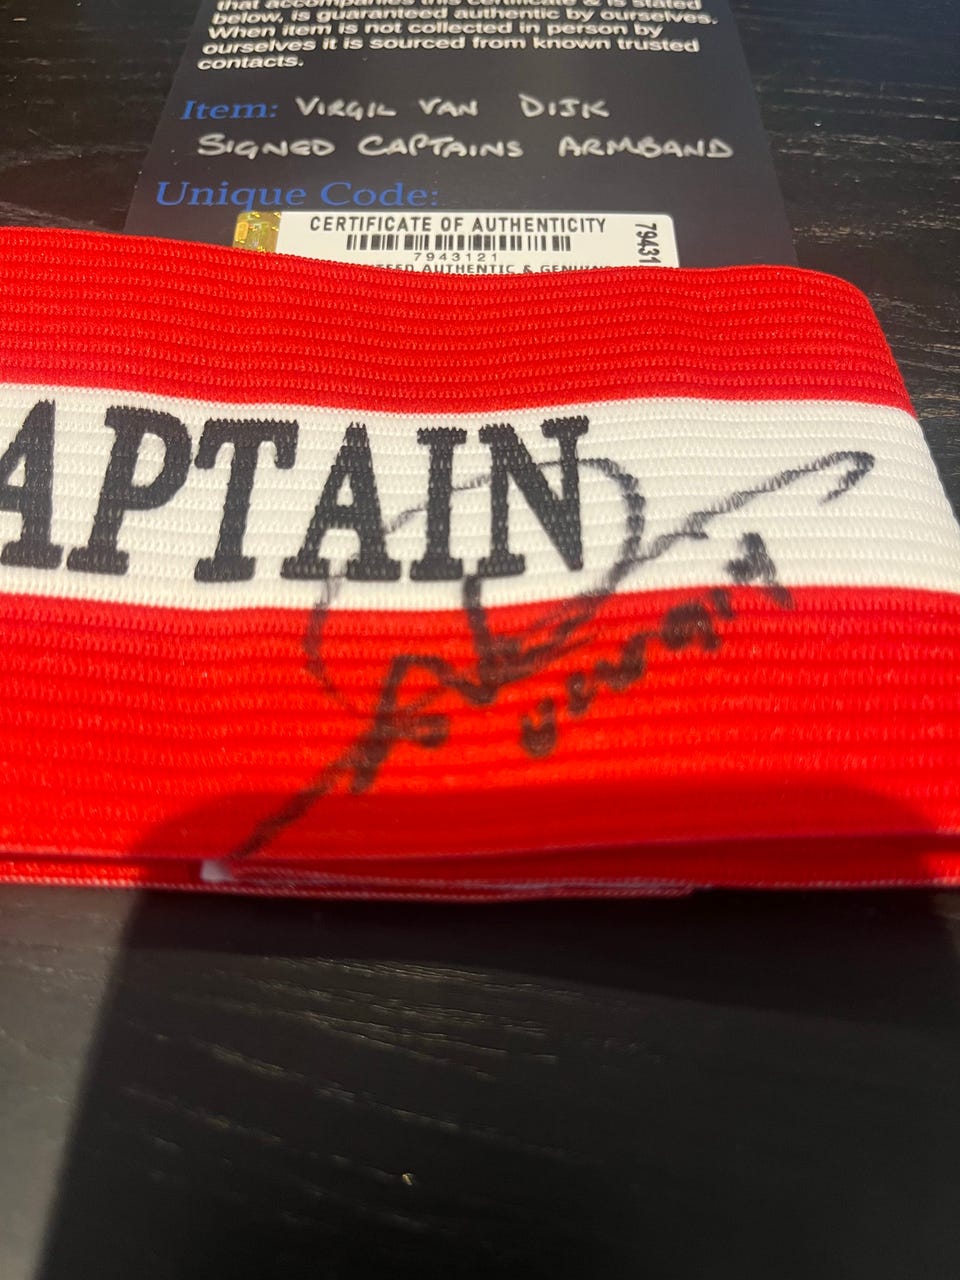 that accompanies this certificate & is stated
below, is guaranteed authentic by ourselves.
When item is not collected in person by
ourselves it is sourced from known trusted
contacts.
Item: VIRGIL VAN DIJK
SIGNED CAPTAINS ARMBAND
Unique Code:
CERTIFICATE OF AUTHENTICITY
7943121
AUTHENTIC &
79431
APTAIN